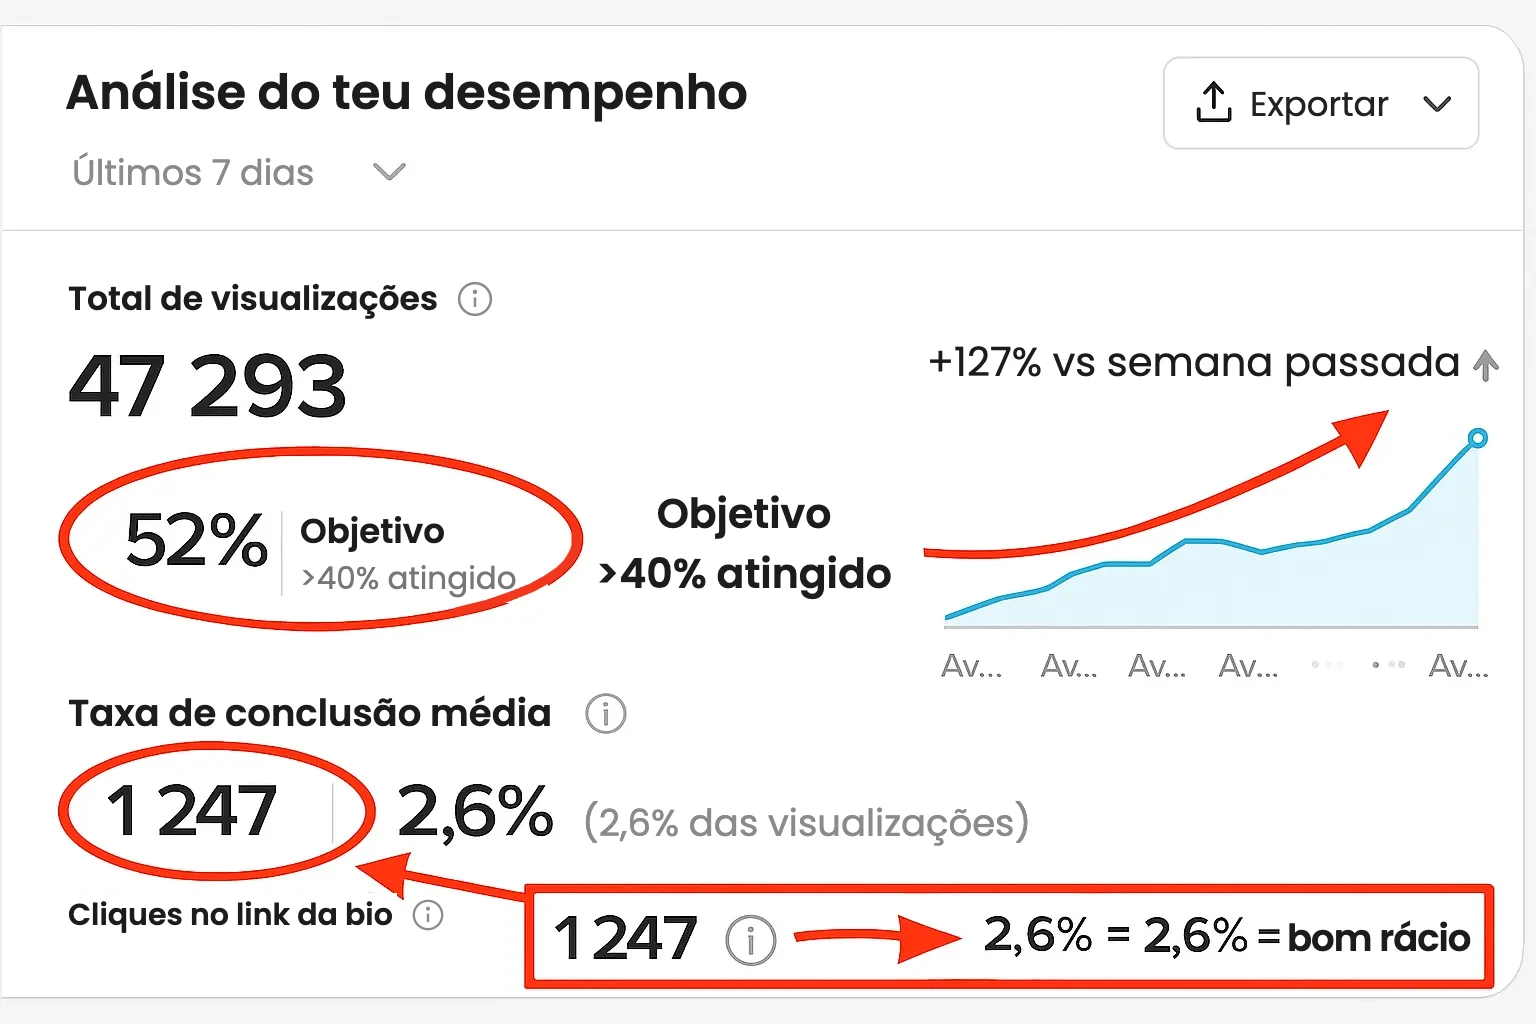 Análise do teu desempenho
Exportar
Últimos 7 dias
Total de visualizações
47 293
+127% vs semana passada
52%
Objetivo
>40% atingido
Objetivo
>40% atingido
Av... Av... Av... Av... ... ... Av...
Taxa de conclusão média
1 247
2,6% (2,6% das visualizações)
Cliques no link da bio
1 247 2,6% = 2,6% = bom rácio